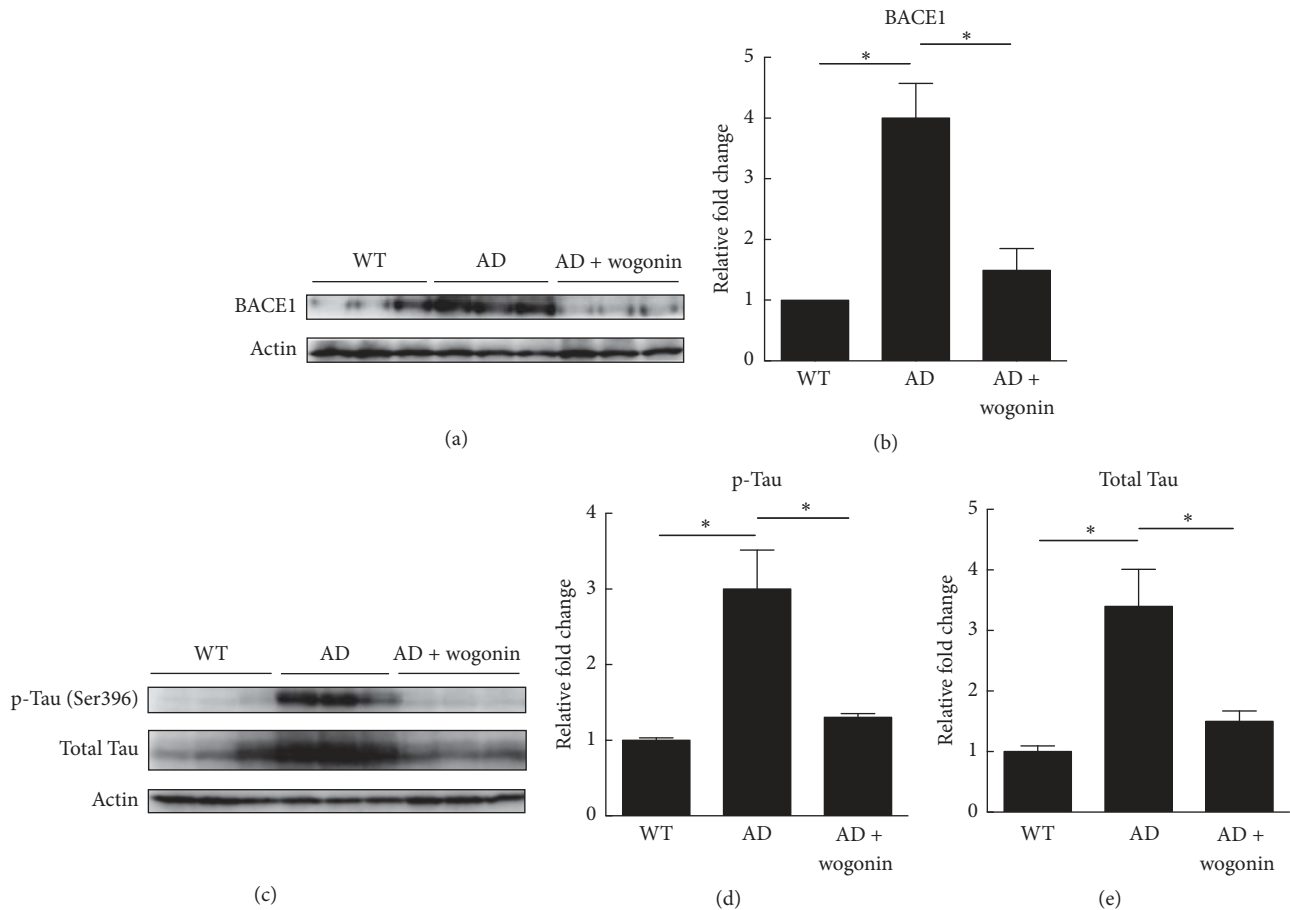 WT AD AD + wogonin
BACE1
Actin
(a)
BACE1
* *
Relative fold change
5
4
3
2
1
0
WT AD AD +
wogonin
(b)
WT AD AD + wogonin
p-Tau (Ser396)
Total Tau
Actin
(c)
p-Tau
* *
Relative fold change
4
3
2
1
0
WT AD AD +
wogonin
(d)
Total Tau
* *
Relative fold change
5
4
3
2
1
0
WT AD AD +
wogonin
(e)